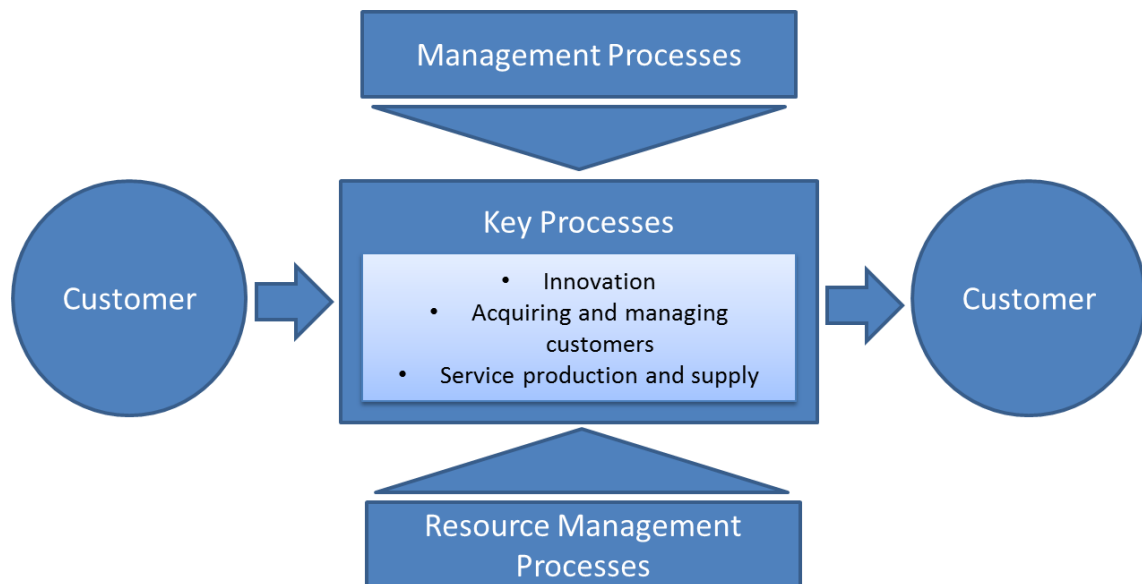 Management Processes
Key Processes
• Innovation
• Acquiring and managing
customers
• Service production and supply
Customer
Customer
Resource Management
Processes